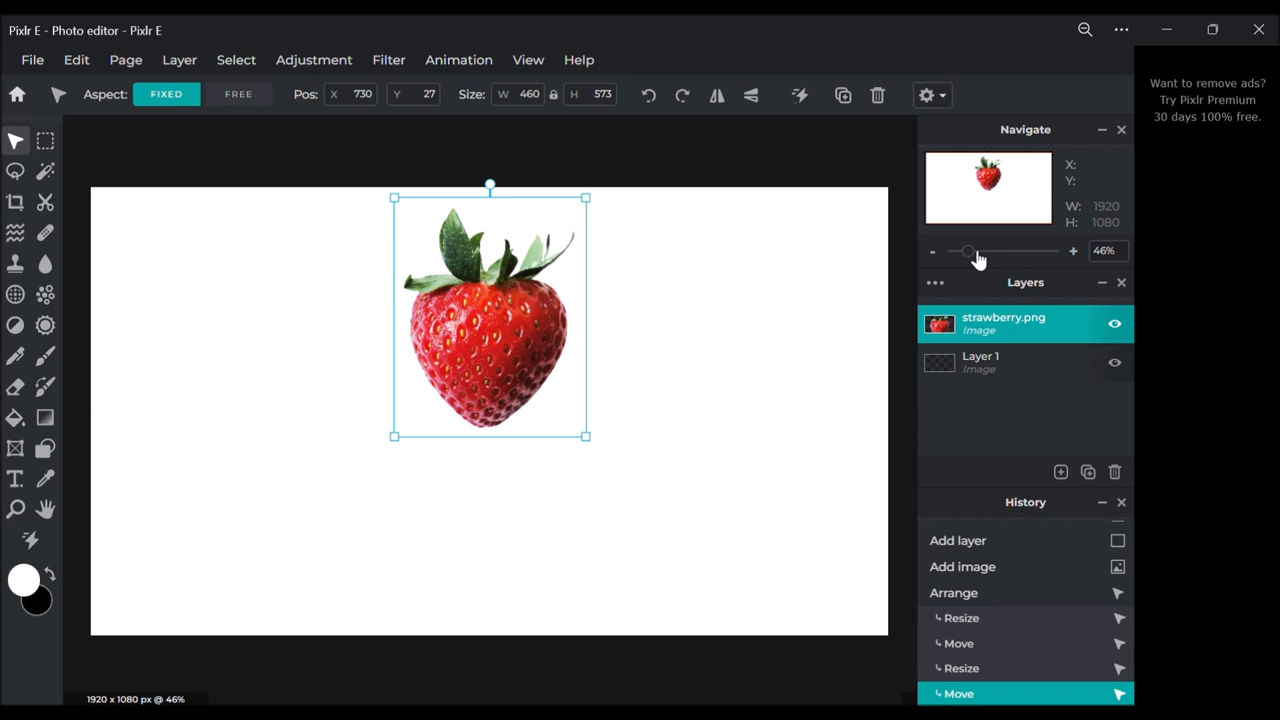 Pixlr E - Photo editor - Pixlr E
File Edit Page Layer Select Adjustment Filter Animation View Help
Aspect: FIXED FREE Pos: X 730 Y 27 Size: W 460 H 573
Want to remove ads?
Try Pixlr Premium
30 days 100% free.
Navigate
X:
Y:
W: 1920
H: 1080
- + 46%
Layers
strawberry.png
Image
Layer 1
Image
History
Add layer
Add image
Arrange
Resize
Move
Resize
Move
1920 x 1080 px @ 46%